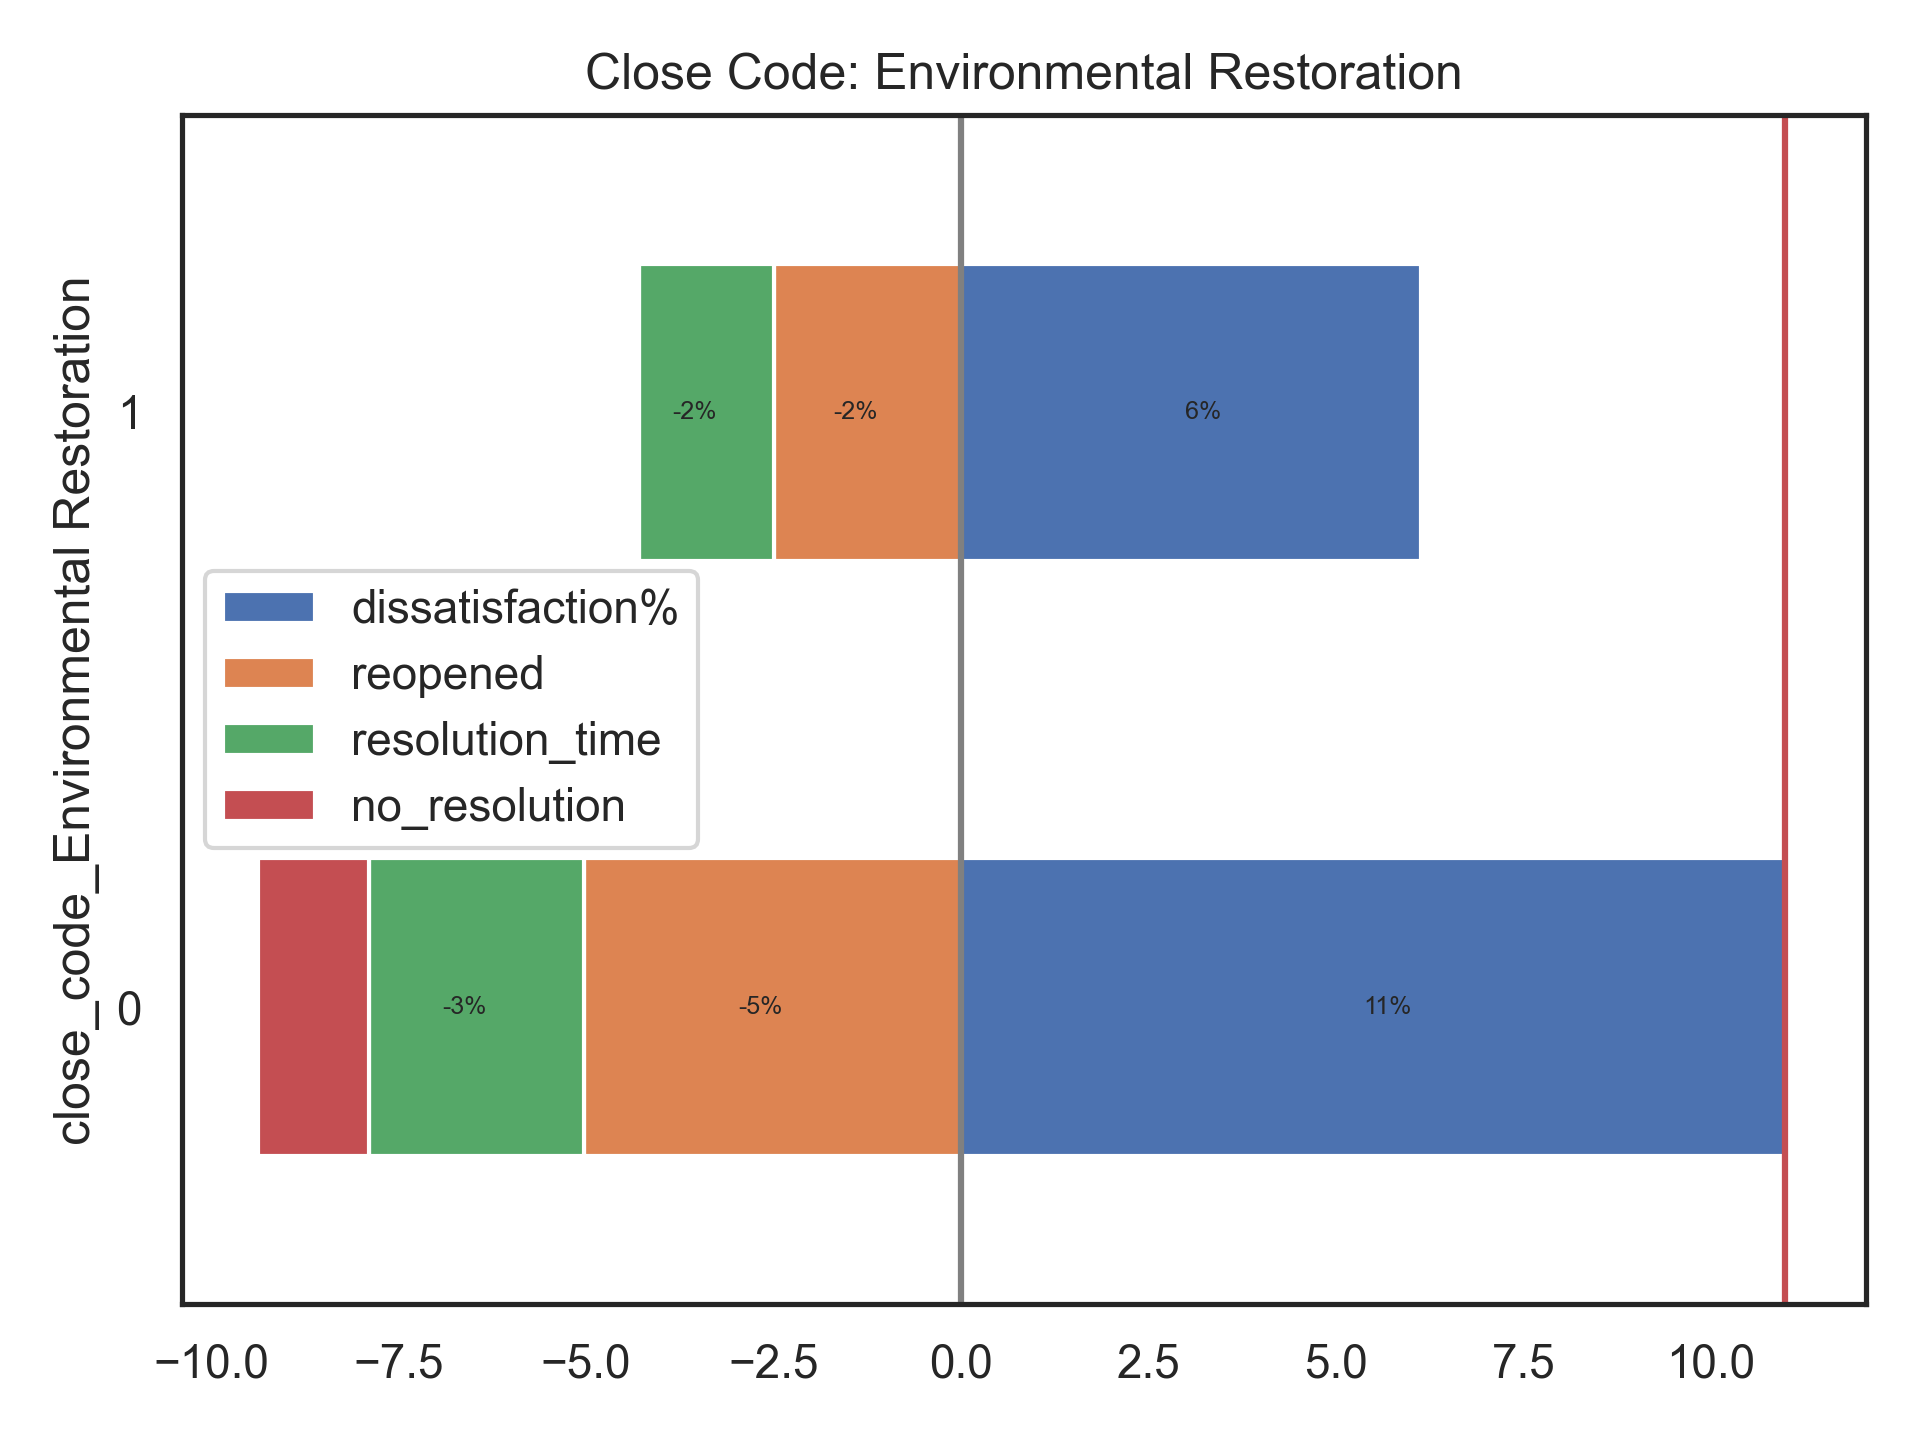 Close Code: Environmental Restoration
close_code_Environmental Restoration
1
-2%
-2%
6%
dissatisfaction%
reopened
resolution_time
no_resolution
0
-3%
-5%
11%
−10.0
−7.5
−5.0
−2.5
0.0
2.5
5.0
7.5
10.0